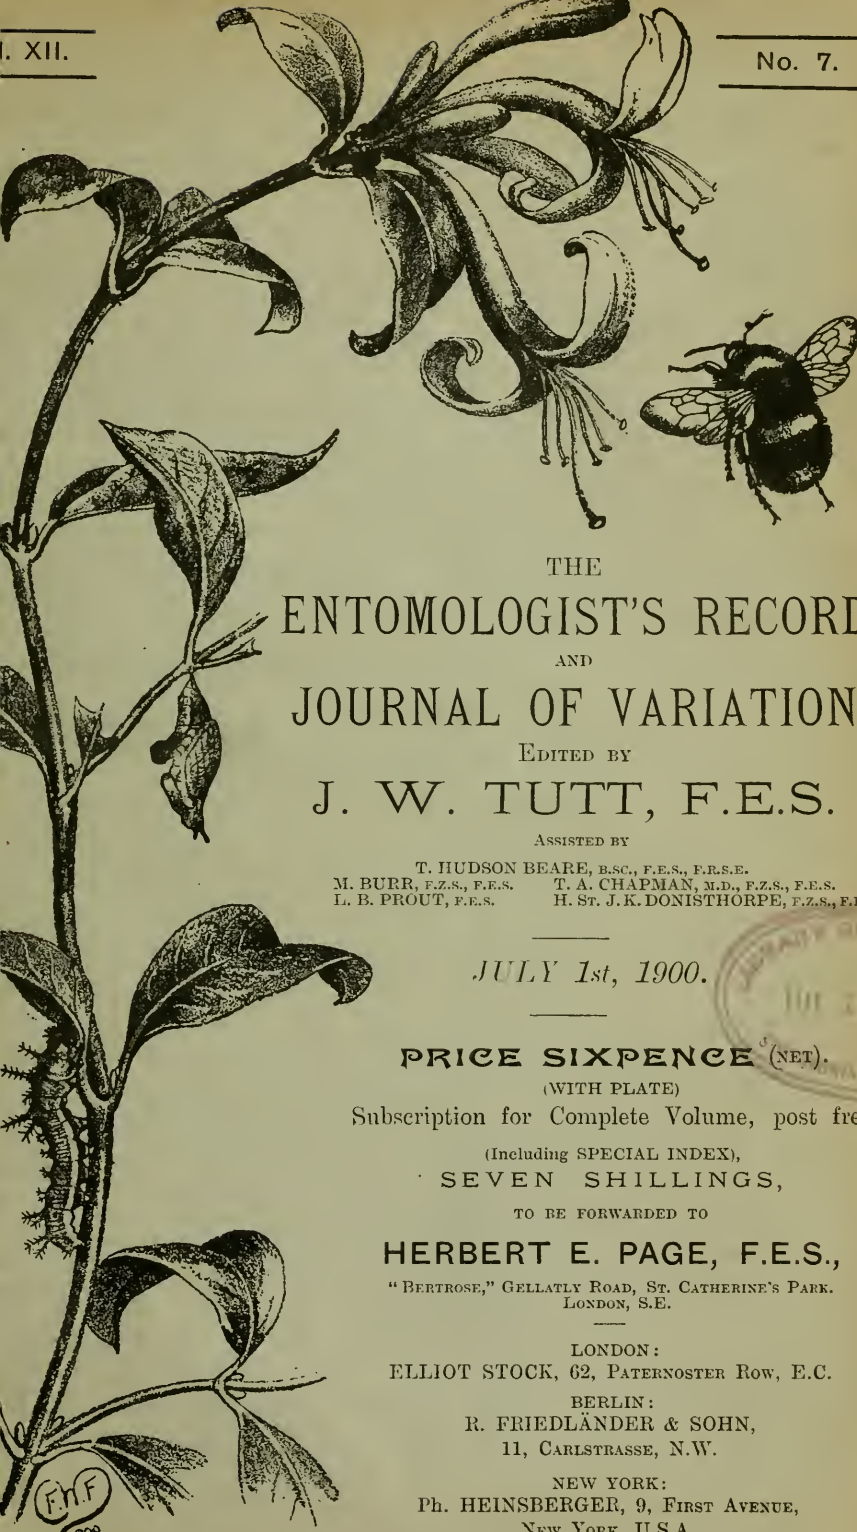 . XII.
No. 7.
THE
ENTOMOLOGIST'S RECORD
AND
JOURNAL OF VARIATION
EDITED BY
J. W. TUTT, F.E.S.
ASSISTED BY
T. HUDSON BEARE, B.SC., F.E.S., F.R.S.E.
M. BURR, F.Z.S., F.E.S. T. A. CHAPMAN, M.D., F.Z.S., F.E.S.
L. B. PROUT, F.E.S. H. ST. J. K. DONISTHORPE, F.Z.S.,
JULY 1st, 1900.
PRICE SIXPENCE (NET).
(WITH PLATE)
Subscription for Complete Volume, post fre
(Including SPECIAL INDEX),
SEVEN SHILLINGS,
TO BE FORWARDED TO
HERBERT E. PAGE, F.E.S.,
"BERTROSE," GELLATLY ROAD, ST. CATHERINE'S PARK.
LONDON, S.E.
LONDON:
ELLIOT STOCK, 62, PATERNOSTER ROW, E.C.
BERLIN:
R. FRIEDLÄNDER & SOHN,
11, CARLSTRASSE, N.W.
NEW YORK:
Ph. HEINSBERGER, 9, FIRST AVENUE,
NEW YORK, U.S.A.
F.W.F